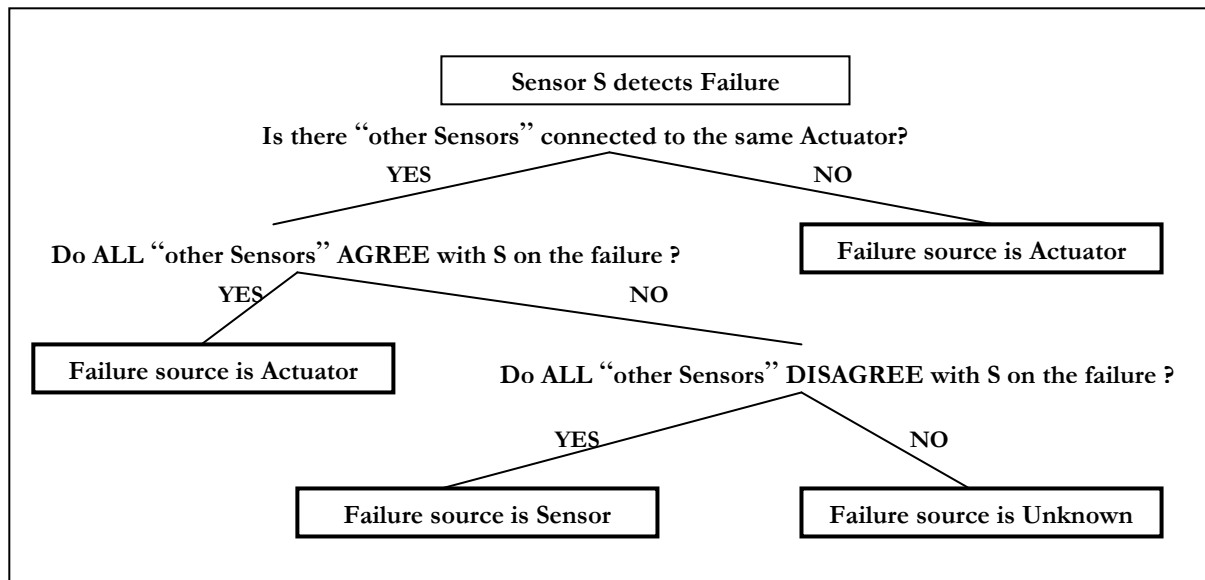 Sensor S detects Failure
Is there “other Sensors” connected to the same Actuator?
YES
NO
Do ALL “other Sensors” AGREE with S on the failure ?
Failure source is Actuator
YES
NO
Failure source is Actuator
Do ALL “other Sensors” DISAGREE with S on the failure ?
YES
NO
Failure source is Sensor
Failure source is Unknown